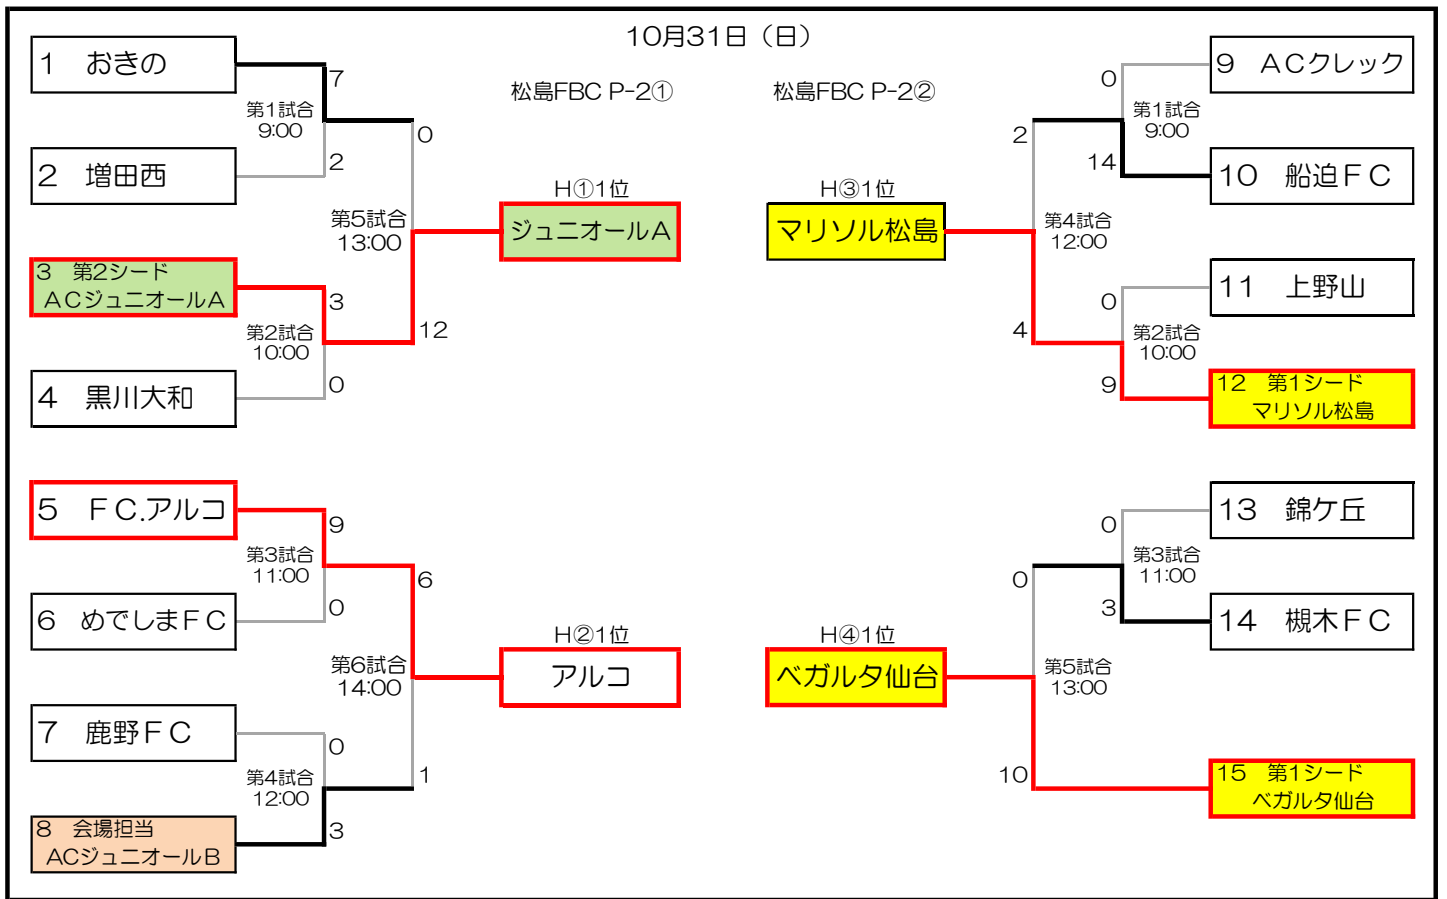 10月31日（日）
松島FBC P-2①
松島FBC P-2②
1 おきの
7
第1試合
9:00
0
2
2 増田西
H①1位
第5試合
13:00
ジュニオールA
3 第2シード
ACジュニオールA
3
12
第2試合
10:00
0
4 黒川大和
5 FC.アルコ
9
第3試合
11:00
6
0
6 めでしまFC
H②1位
第6試合
14:00
アルコ
7 鹿野FC
0
第4試合
12:00
1
8 会場担当
ACジュニオールB
3
9 ACクレック
0
第1試合
9:00
2
14
10 船迫FC
H③1位
マリソル松島
第4試合
12:00
11 上野山
0
4
第2試合
10:00
9
12 第1シード
マリソル松島
13 錦ケ丘
0
第3試合
11:00
0
3
14 槻木FC
H④1位
ベガルタ仙台
第5試合
13:00
10
15 第1シード
ベガルタ仙台